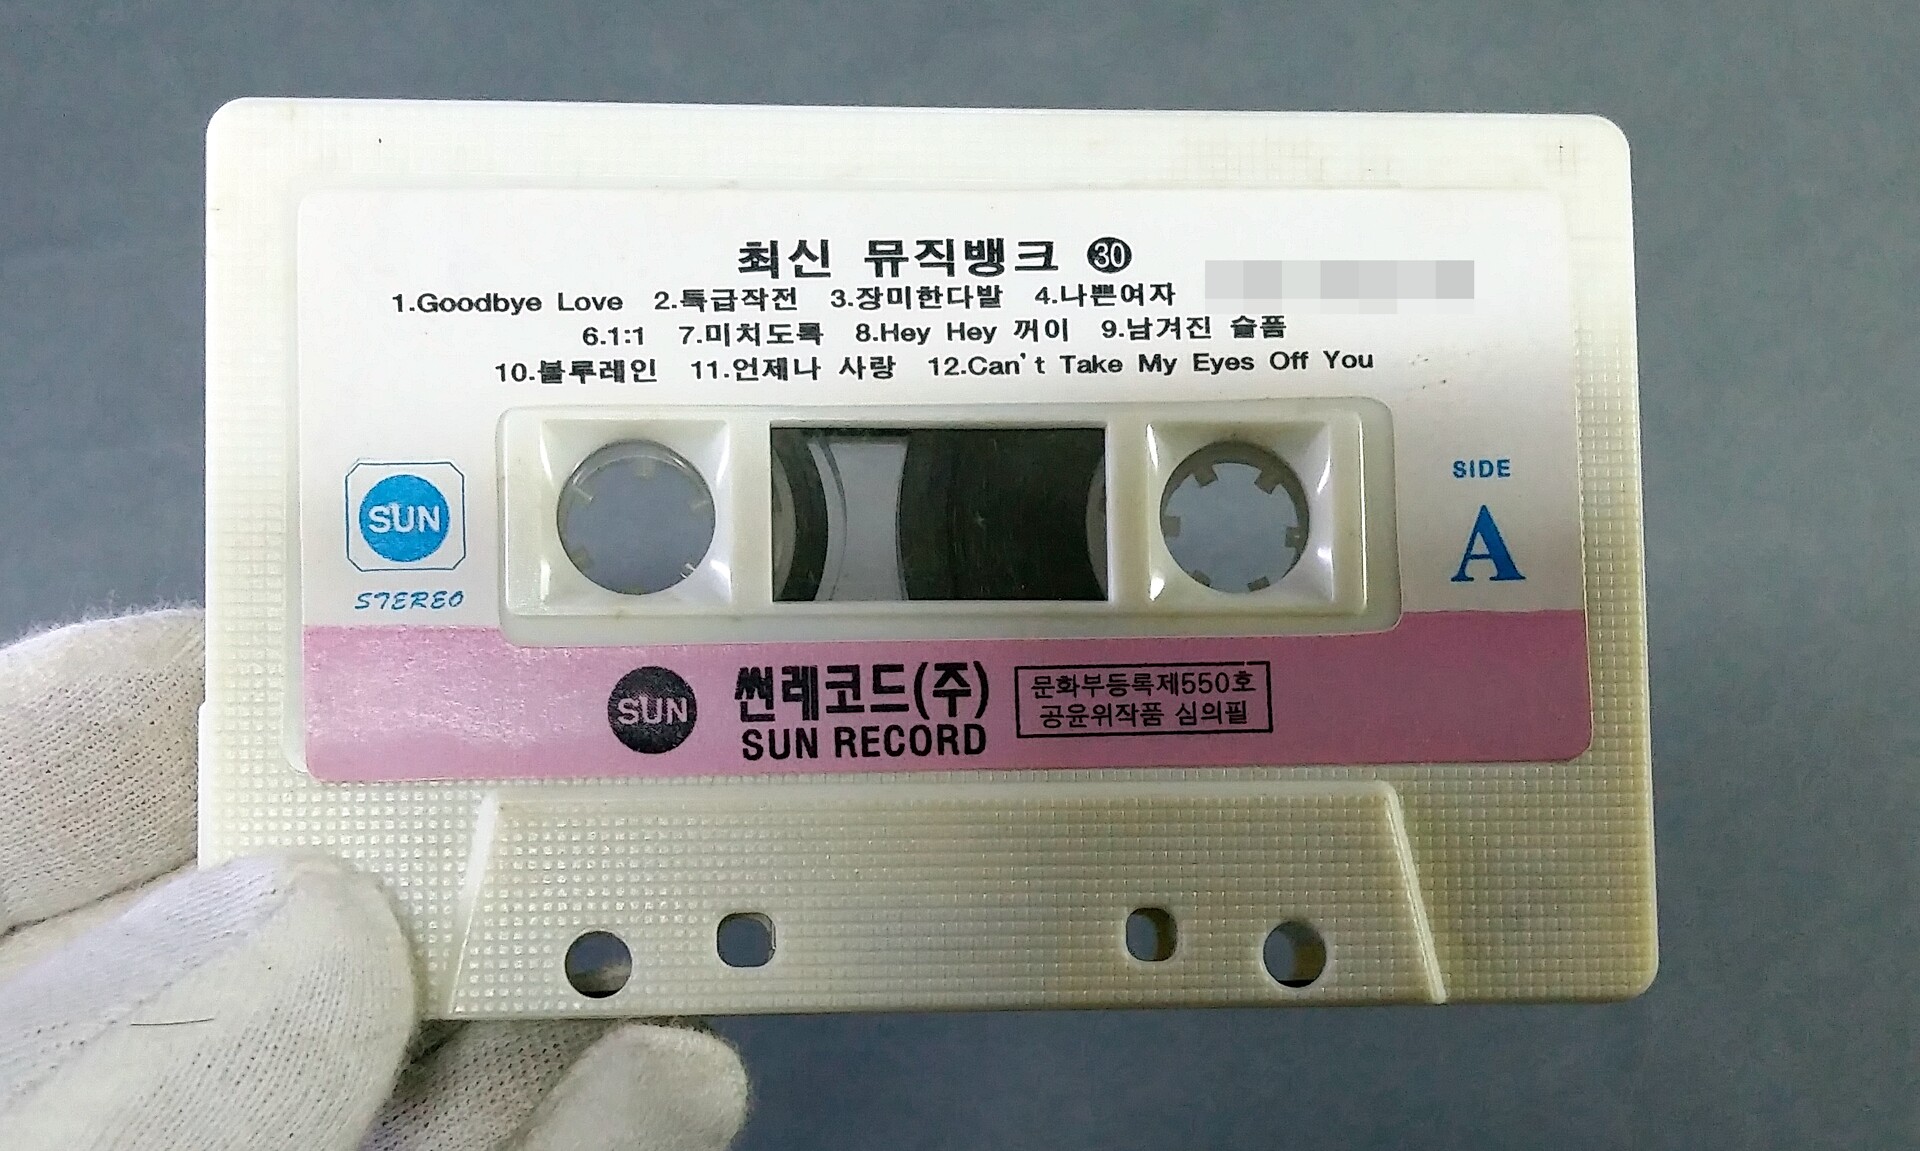 최신 뮤직뱅크 30
1.Goodbye Love 2.특급작전 3.장미한다발 4.나쁜여자
6.1:1 7.미치도록 8.Hey Hey 꺼이 9.남겨진 슬픔
10.블루레인 11.언제나 사랑 12.Can't Take My Eyes Off You
SUN
STEREO
SIDE
A
SUN
썬레코드(주)
SUN RECORD
문화부등록제550호
공윤위작품 심의필